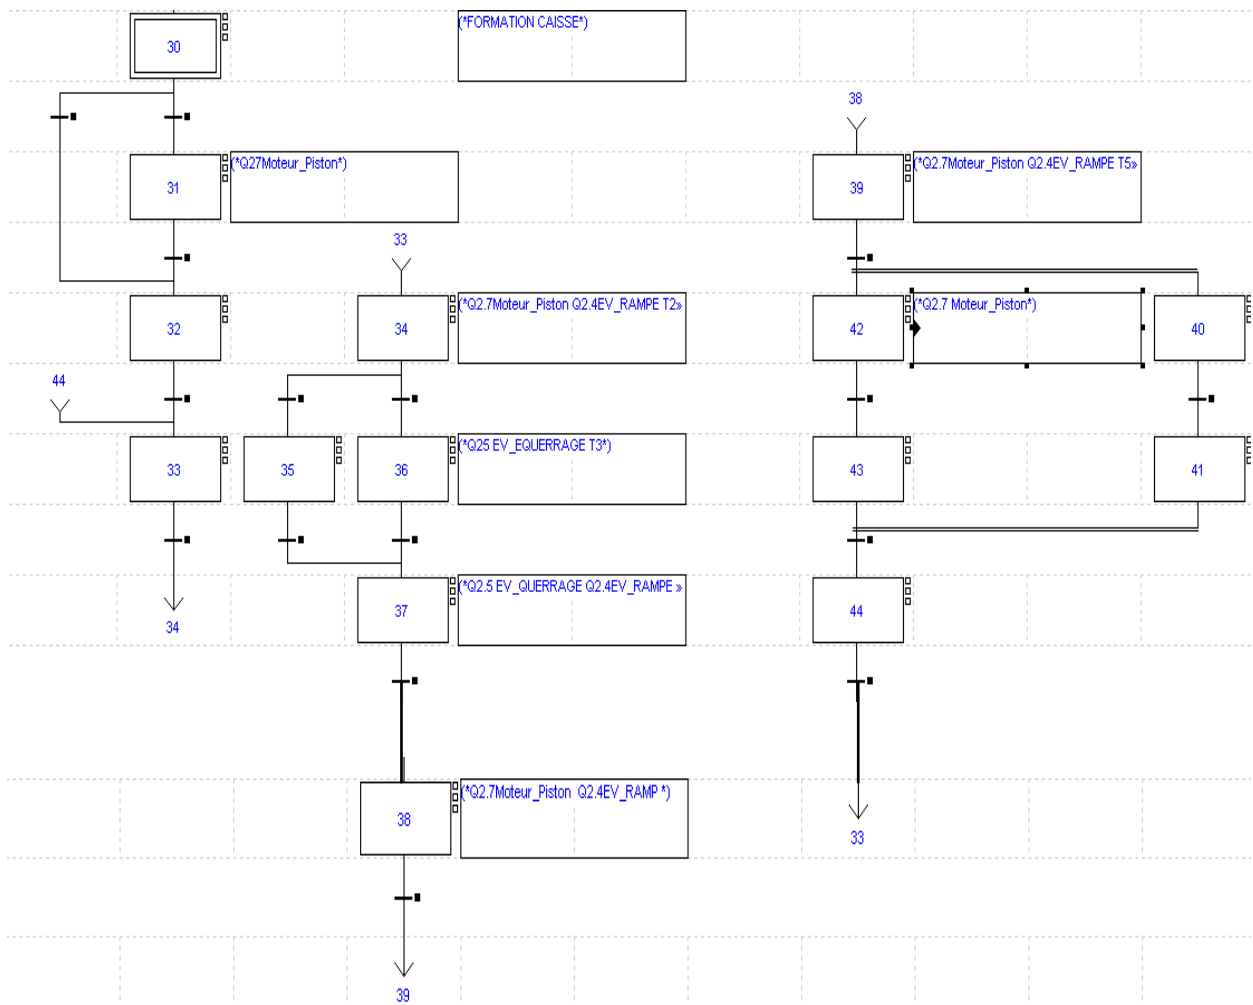 30
(*FORMATION CAISSE*)
38
31
(*Q27Moteur_Piston*)
39
(*Q2.7Moteur_Piston Q2.4EV_RAMPE T5»
33
32
34
(*Q2.7Moteur_Piston Q2.4EV_RAMPE T2»
42
(*Q2.7 Moteur_Piston*)
40
44
33
35
36
(*Q25 EV_EQUERRAGE T3*)
43
41
37
(*Q2.5 EV_QUERRAGE Q2.4EV_RAMPE »
44
34
38
(*Q2.7Moteur_Piston Q2.4EV_RAMP *)
33
39